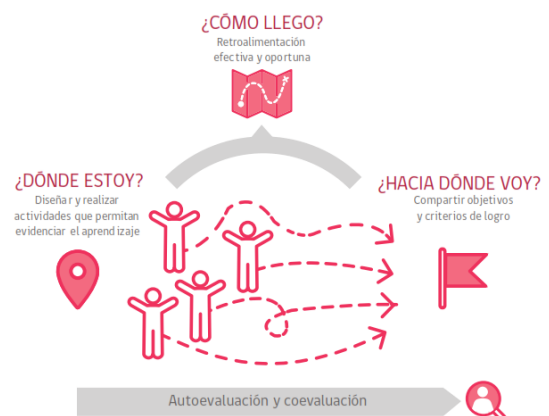 ¿CÓMO LLEGO?
Retroalimentación
efectiva y oportuna
¿DÓNDE ESTOY?
Diseñar y realizar
actividades que permitan
evidenciar el aprendizaje
¿HACIA DÓNDE VOY?
Compartir objetivos
y criterios de logro
Autoevaluación y coevaluación